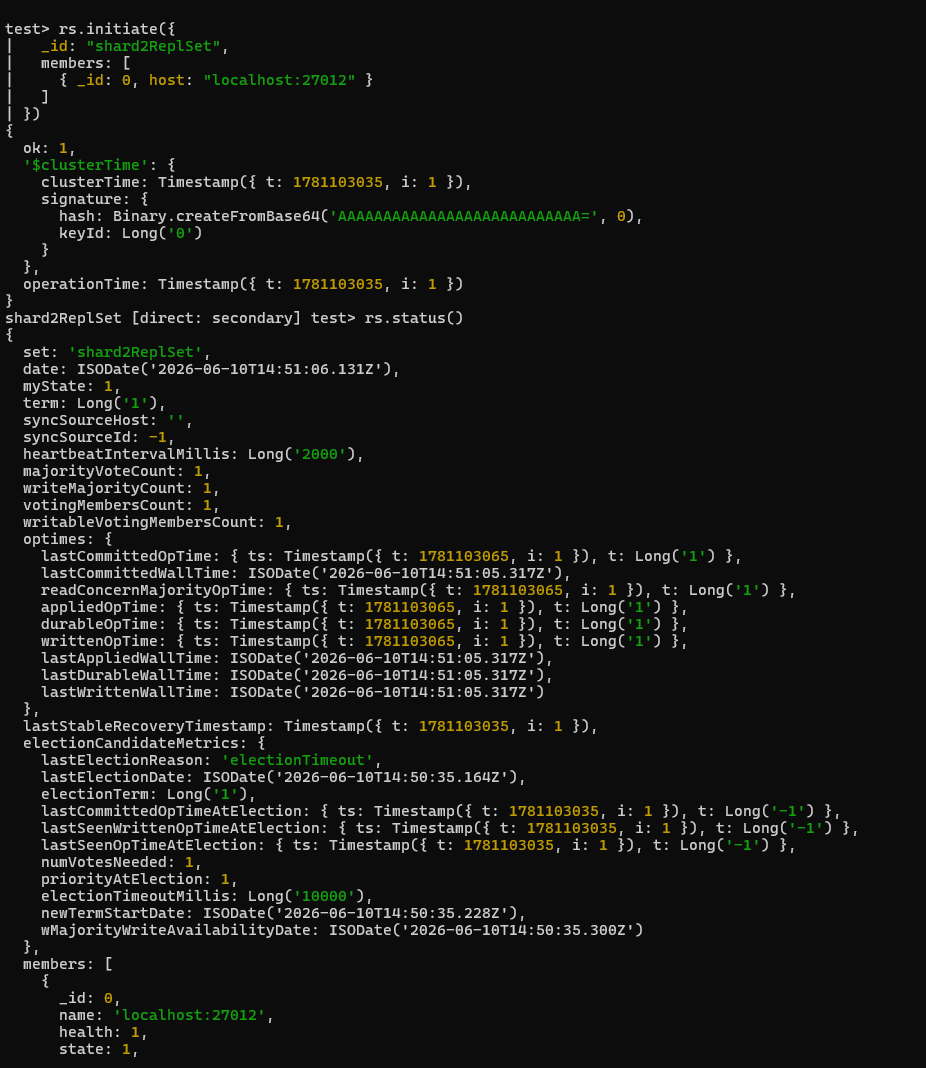 test> rs.initiate({
|   _id: "shard2ReplSet",
|   members: [
|     { _id: 0, host: "localhost:27012" }
|   ]
| })
{
  ok: 1,
  '$clusterTime': {
    clusterTime: Timestamp({ t: 1781103035, i: 1 }),
    signature: {
      hash: Binary.createFromBase64('AAAAAAAAAAAAAAAAAAAAAAAAAAA=', 0),
      keyId: Long('0')
    }
  },
  operationTime: Timestamp({ t: 1781103035, i: 1 })
}
shard2ReplSet [direct: secondary] test> rs.status()
{
  set: 'shard2ReplSet',
  date: ISODate('2026-06-10T14:51:06.131Z'),
  myState: 1,
  term: Long('1'),
  syncSourceHost: '',
  syncSourceId: -1,
  heartbeatIntervalMillis: Long('2000'),
  majorityVoteCount: 1,
  writeMajorityCount: 1,
  votingMembersCount: 1,
  writableVotingMembersCount: 1,
  optimes: {
    lastCommittedOpTime: { ts: Timestamp({ t: 1781103065, i: 1 }), t: Long('1') },
    lastCommittedWallTime: ISODate('2026-06-10T14:51:05.317Z'),
    readConcernMajorityOpTime: { ts: Timestamp({ t: 1781103065, i: 1 }), t: Long('1') },
    appliedOpTime: { ts: Timestamp({ t: 1781103065, i: 1 }), t: Long('1') },
    durableOpTime: { ts: Timestamp({ t: 1781103065, i: 1 }), t: Long('1') },
    writtenOpTime: { ts: Timestamp({ t: 1781103065, i: 1 }), t: Long('1') },
    lastAppliedWallTime: ISODate('2026-06-10T14:51:05.317Z'),
    lastDurableWallTime: ISODate('2026-06-10T14:51:05.317Z'),
    lastWrittenWallTime: ISODate('2026-06-10T14:51:05.317Z')
  },
  lastStableRecoveryTimestamp: Timestamp({ t: 1781103035, i: 1 }),
  electionCandidateMetrics: {
    lastElectionReason: 'electionTimeout',
    lastElectionDate: ISODate('2026-06-10T14:50:35.164Z'),
    electionTerm: Long('1'),
    lastCommittedOpTimeAtElection: { ts: Timestamp({ t: 1781103035, i: 1 }), t: Long('-1') },
    lastSeenWrittenOpTimeAtElection: { ts: Timestamp({ t: 1781103035, i: 1 }), t: Long('-1') },
    lastSeenOpTimeAtElection: { ts: Timestamp({ t: 1781103035, i: 1 }), t: Long('-1') },
    numVotesNeeded: 1,
    priorityAtElection: 1,
    electionTimeoutMillis: Long('10000'),
    newTermStartDate: ISODate('2026-06-10T14:50:35.228Z'),
    wMajorityWriteAvailabilityDate: ISODate('2026-06-10T14:50:35.300Z')
  },
  members: [
    {
      _id: 0,
      name: 'localhost:27012',
      health: 1,
      state: 1,